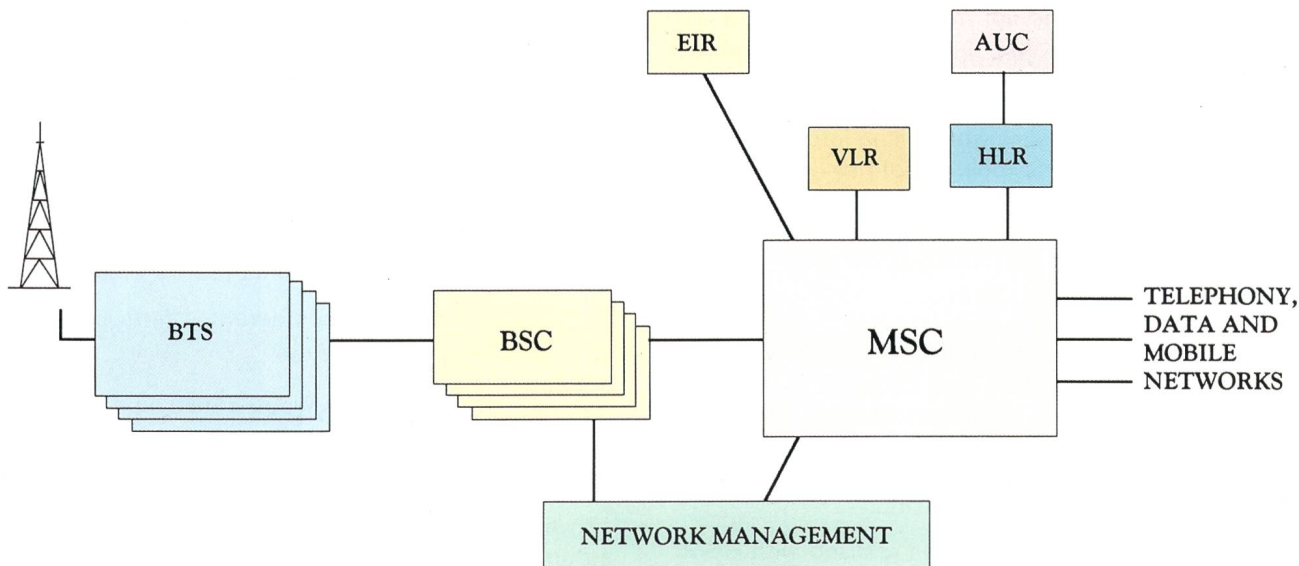 EIR
AUC
VLR
HLR
BTS
BSC
MSC
TELEPHONY,
DATA AND
MOBILE
NETWORKS
NETWORK MANAGEMENT